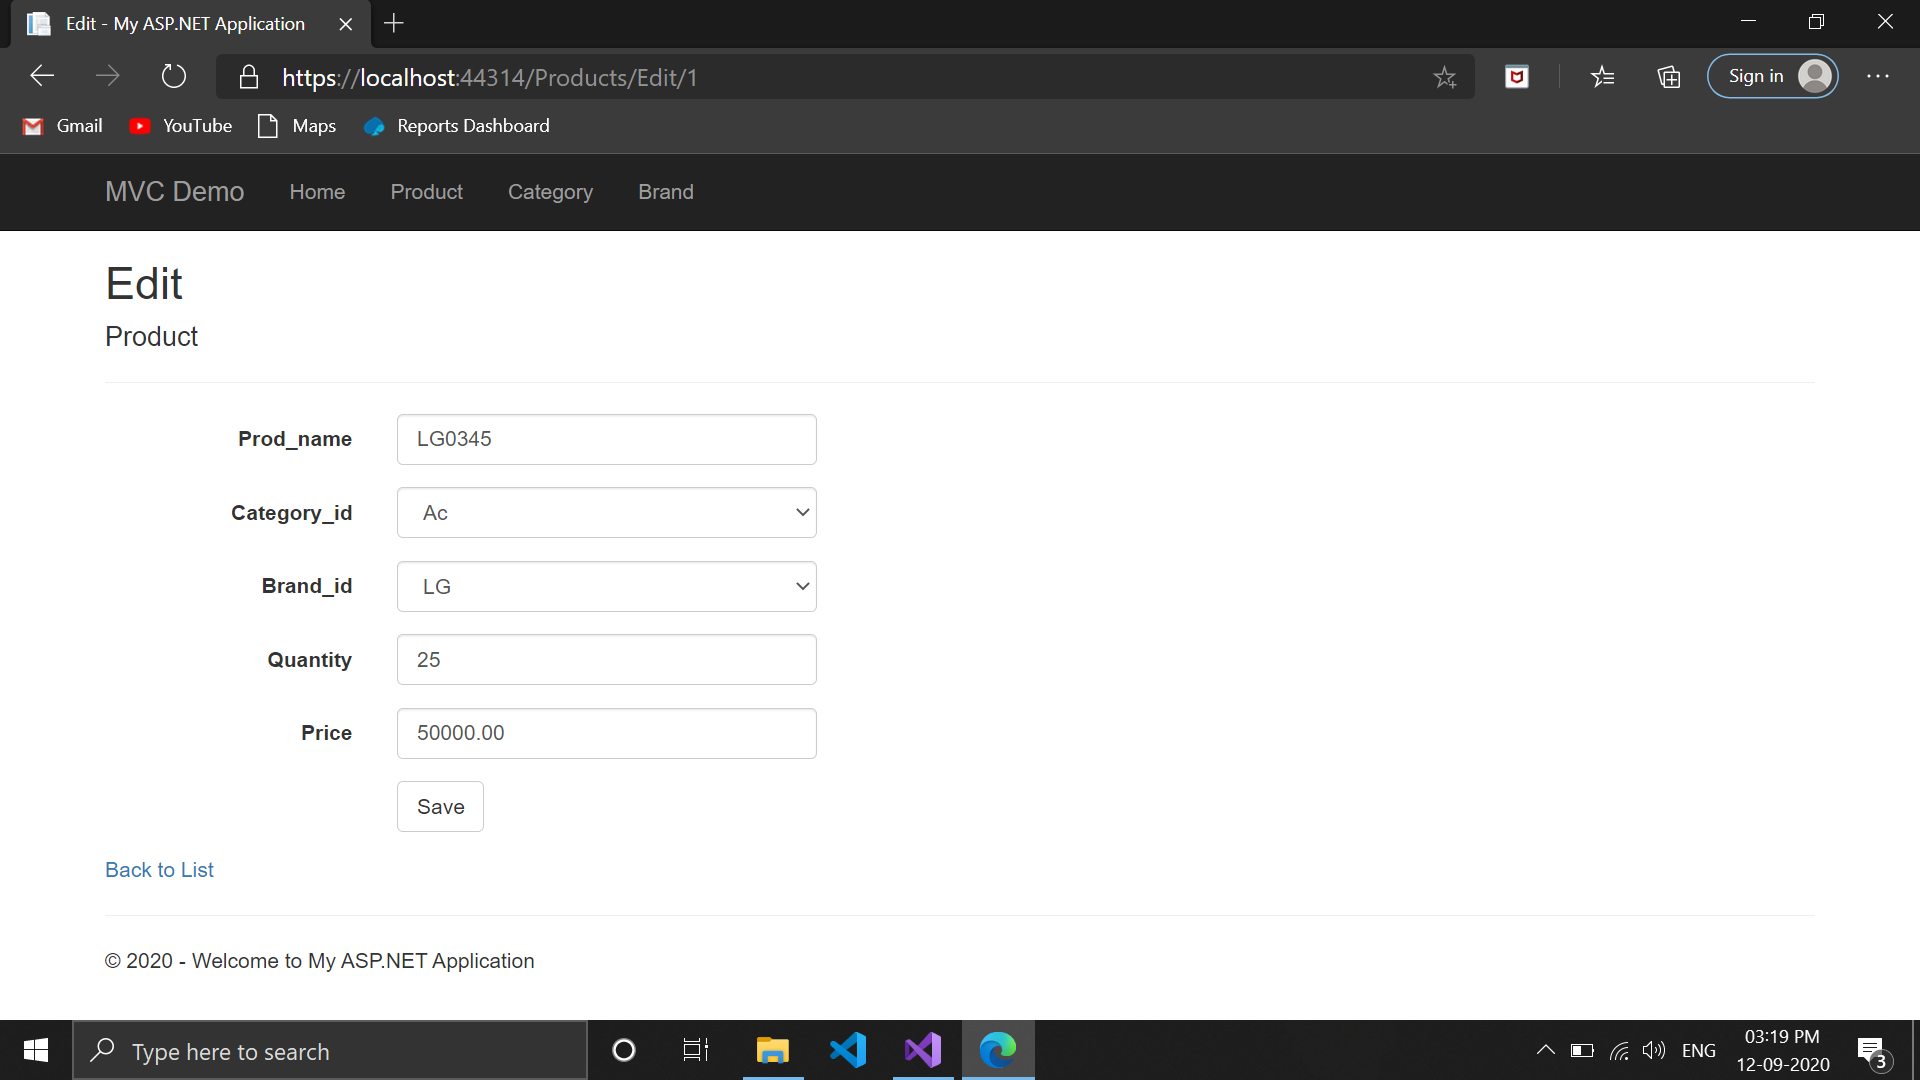 Edit - My ASP.NET Application
https://localhost:44314/Products/Edit/1
Sign in
Gmail YouTube Maps Reports Dashboard
MVC Demo Home Product Category Brand
Edit
Product
Prod_name LG0345
Category_id Ac
Brand_id LG
Quantity 25
Price 50000.00
Save
Back to List
© 2020 - Welcome to My ASP.NET Application
Type here to search
ENG
03:19 PM
12-09-2020
3